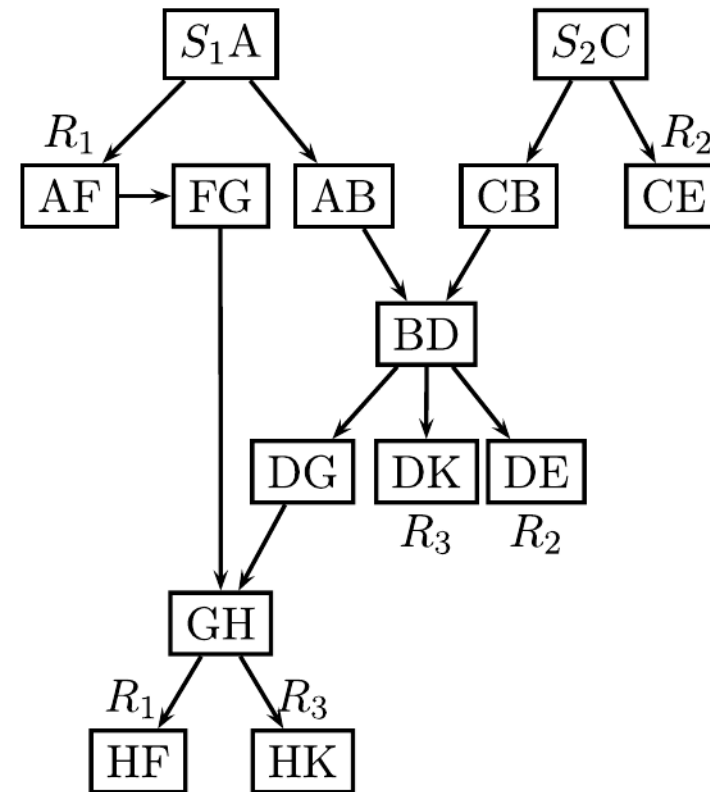 S₁A S₂C
R₁ R₂
AF FG AB CB CE
BD
DG DK DE
R₃ R₂
GH
R₁ R₃
HF HK